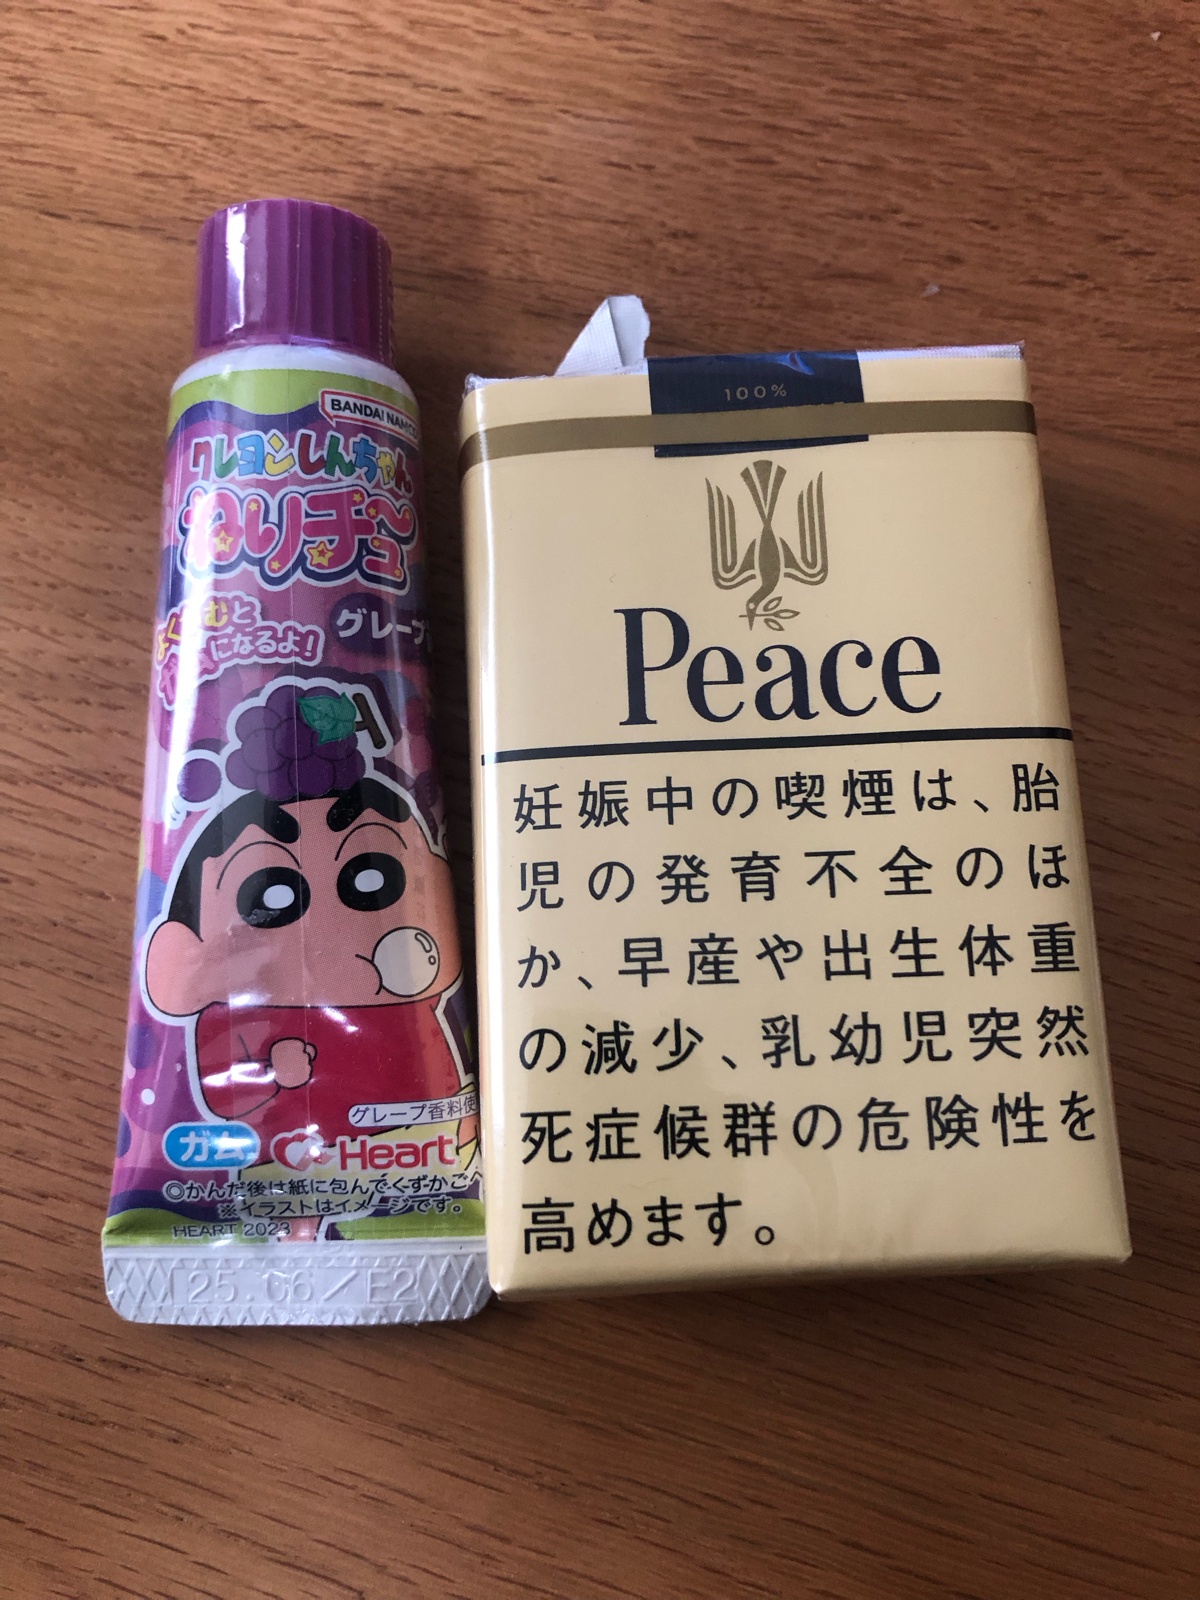 BANDAI NAMCO
クレヨンしんちゃん
ねりチュ〜
よくかむと
ガムになるよ!
グレープ
グレープ香料使
ガム
Heart
◎かんだ後は紙に包んでくずかごへ
※イラストはイメージです。
HEART 2023
25.06/E2
100%
Peace
妊娠中の喫煙は、胎
児の発育不全のほ
か、早産や出生体重
の減少、乳幼児突然
死症候群の危険性を
高めます。